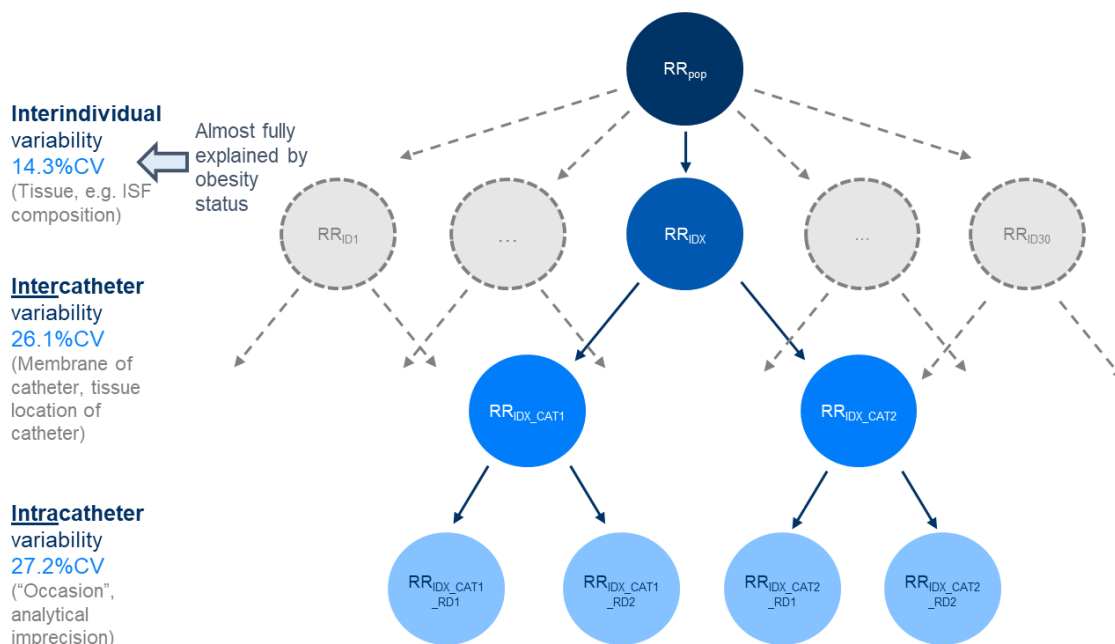 RRpop
Interindividual
variability
14.3%CV
(Tissue, e.g. ISF
composition)
Almost fully
explained by
obesity
status
RRID1
...
RRIDX
...
RRID30
Intercatheter
variability
26.1%CV
(Membrane of
catheter, tissue
location of
catheter)
RRIDX_CAT1
RRIDX_CAT2
Intracatheter
variability
27.2%CV
(“Occasion”,
analytical
imprecision)
RRIDX_CAT1
_RD1
RRIDX_CAT1
_RD2
RRIDX_CAT2
_RD1
RRIDX_CAT2
_RD2